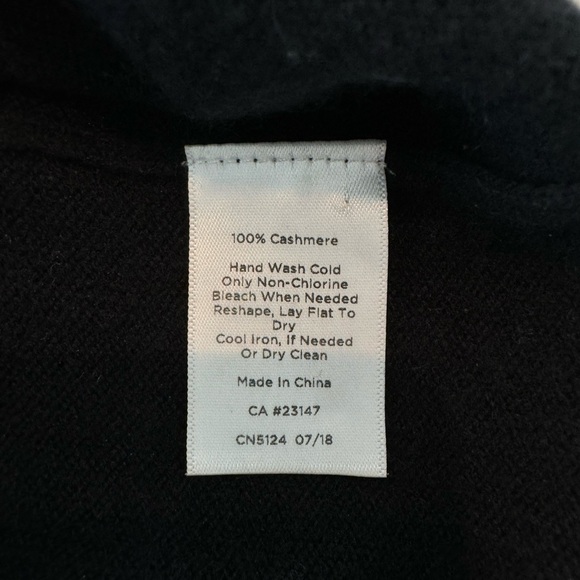 100% Cashmere
Hand Wash Cold
Only Non-Chlorine
Bleach When Needed
Reshape, Lay Flat To
Dry
Cool Iron, If Needed
Or Dry Clean
Made In China
CA #23147
CN5124 07/18